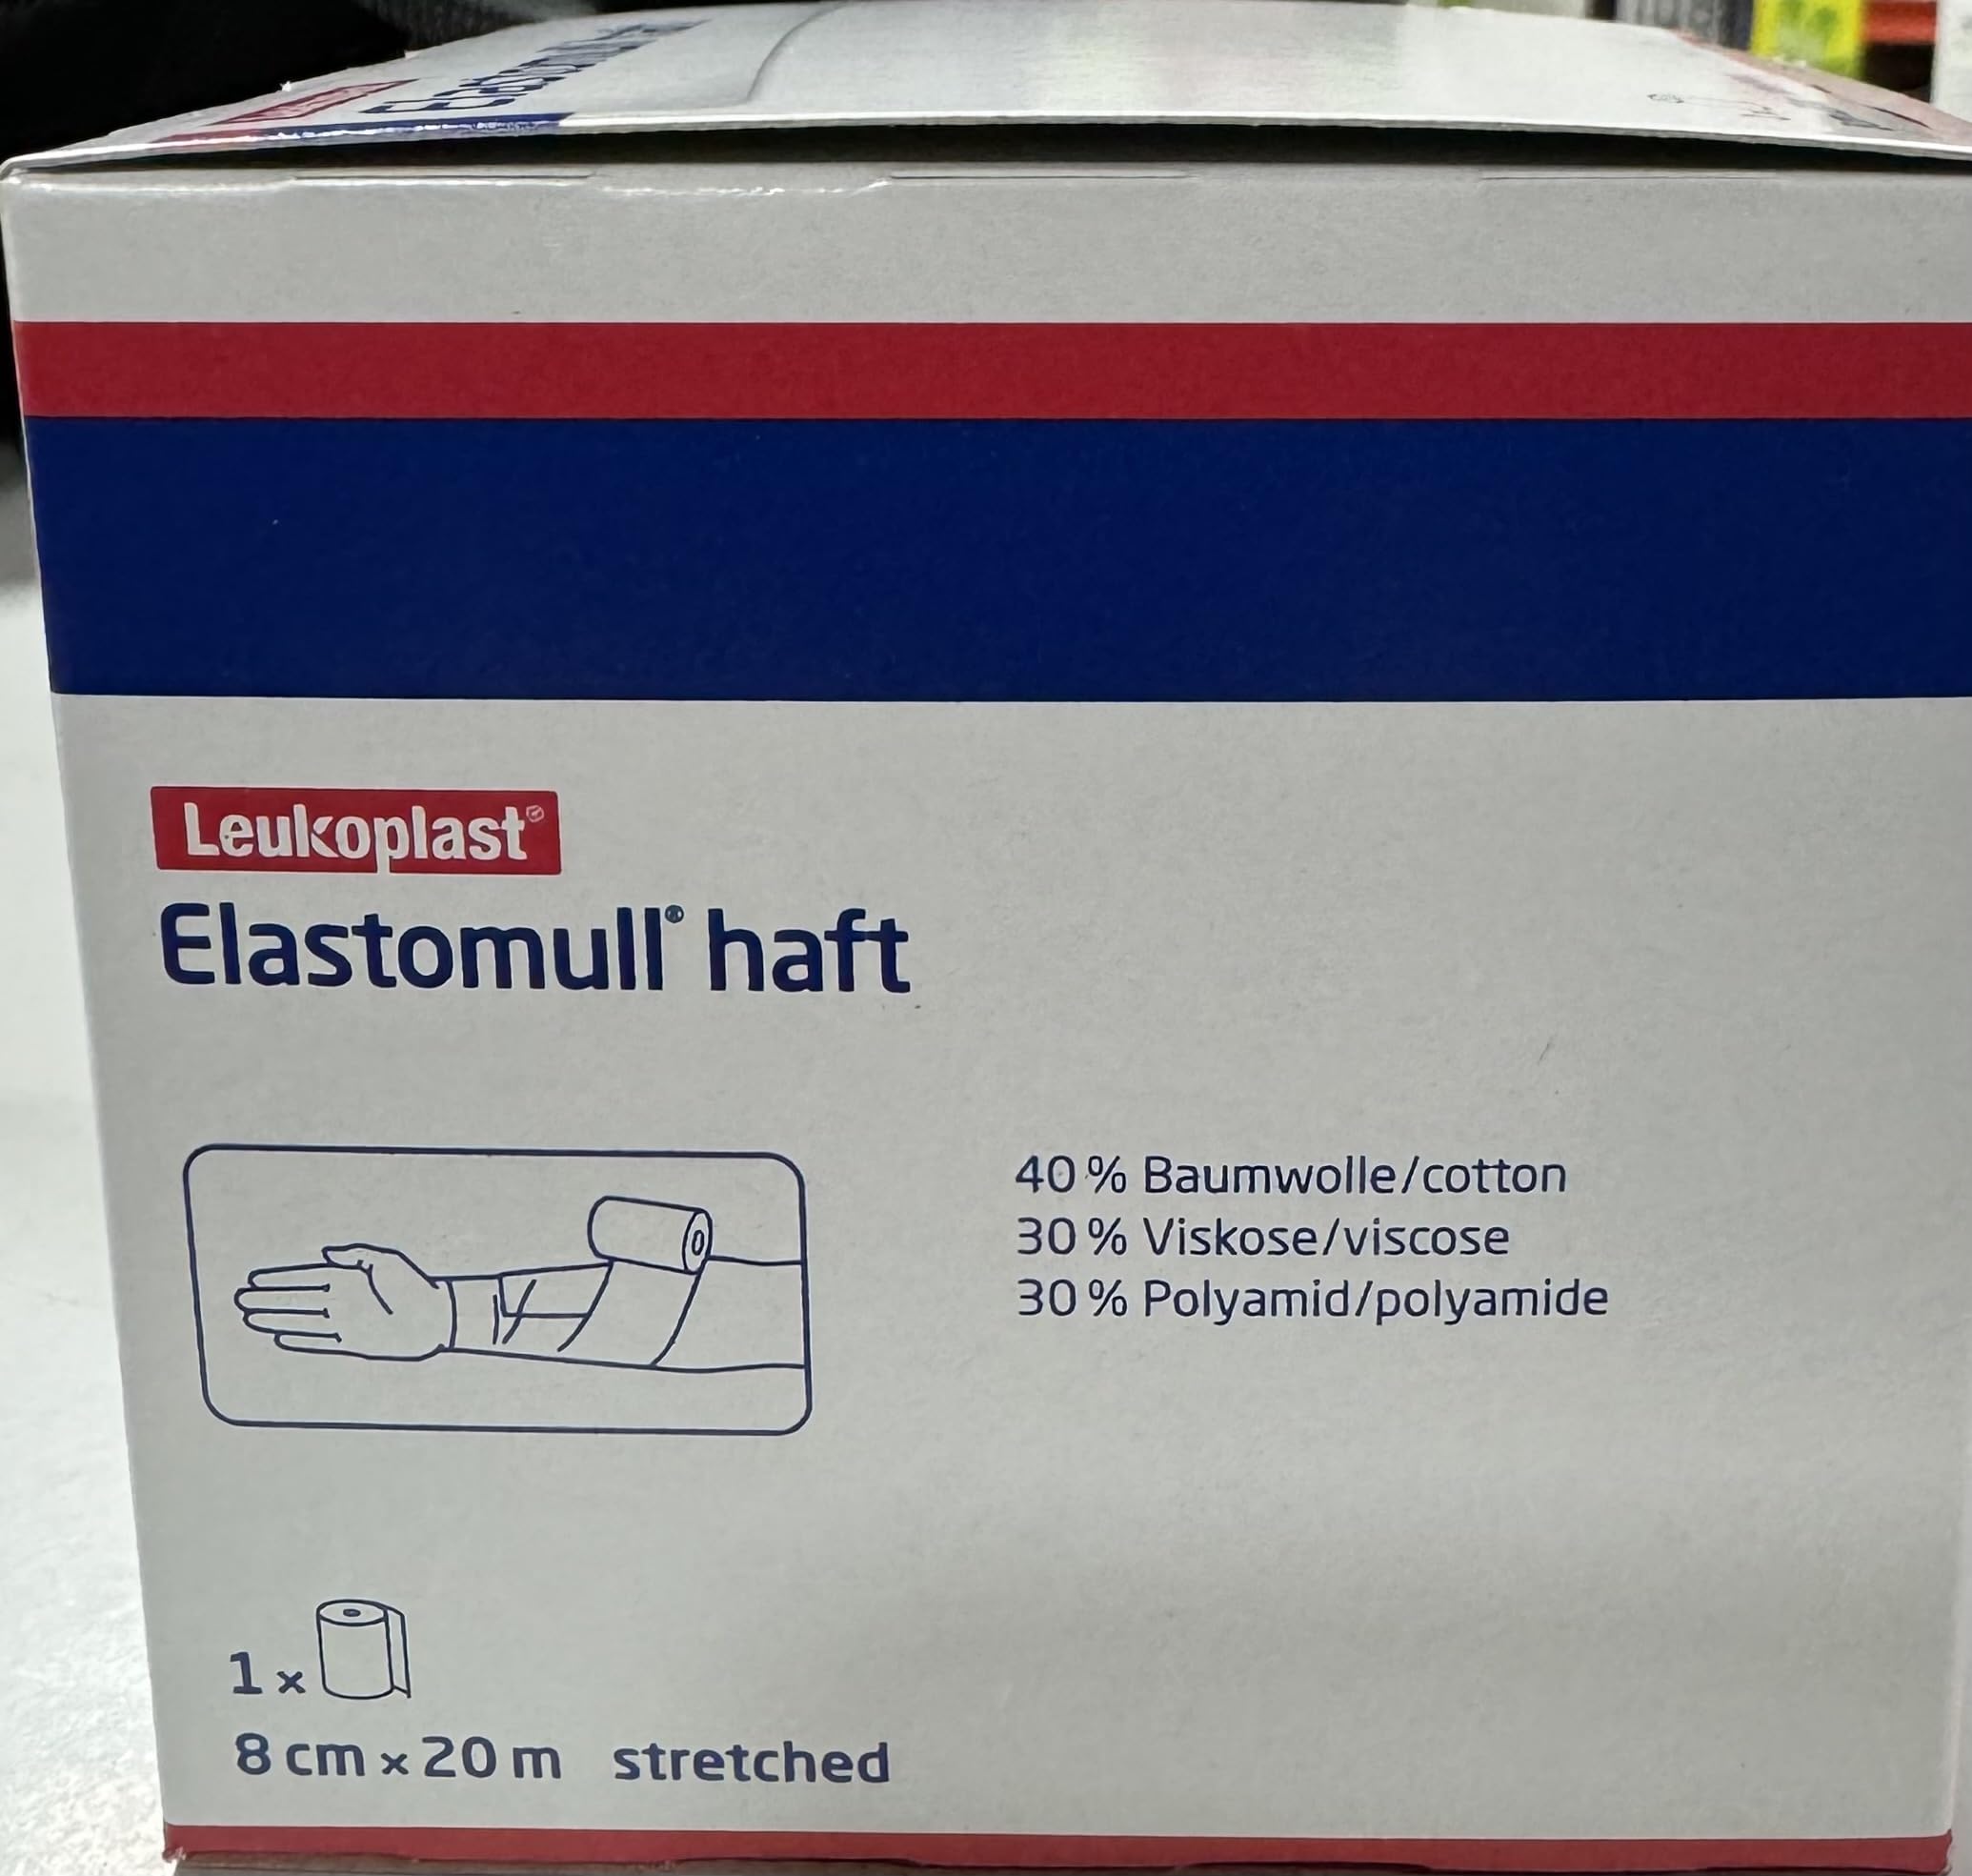 Leukoplast®
Elastomull® haft
40 % Baumwolle/cotton
30 % Viskose/viscose
30 % Polyamid/polyamide
1 x
8 cm x 20 m stretched